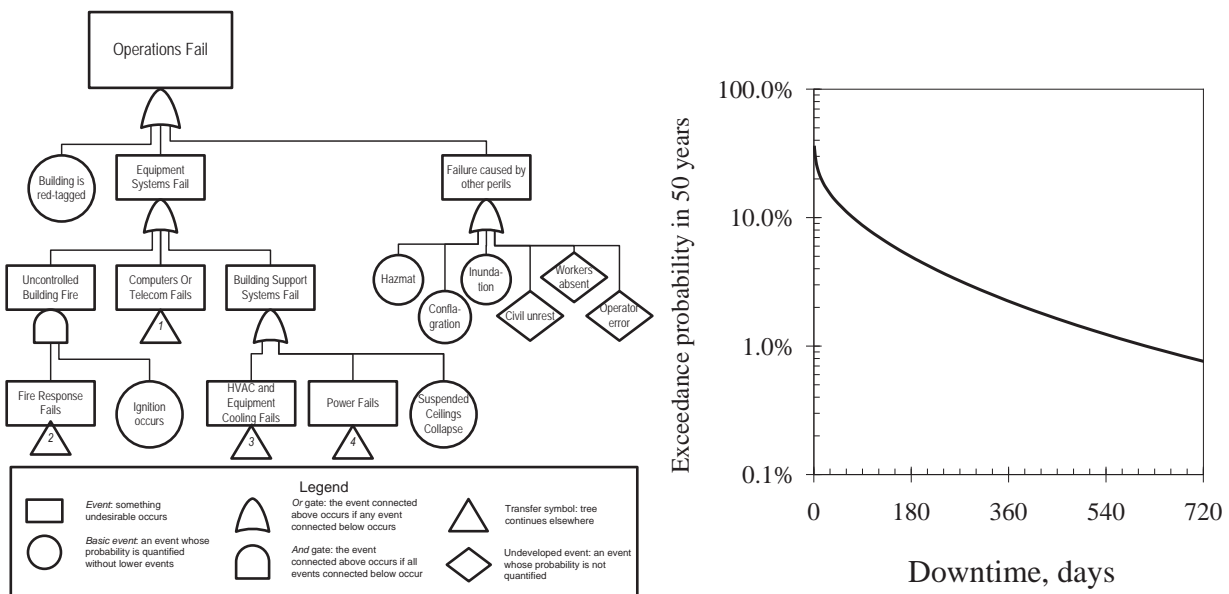 Operations Fail
Building is
red-tagged
Equipment
Systems Fail
Failure caused by
other perils
Uncontrolled
Building Fire
Computers Or
Telecom Fails
1
Building Support
Systems Fail
Hazmat
Confla-
gration
Inunda-
tion
Civil unrest
Workers
absent
Operator
error
Fire Response
Fails
2
Ignition
occurs
HVAC and
Equipment
Cooling Fails
3
Power Fails
4
Suspended
Ceilings
Collapse
Legend
Event: something
undesirable occurs
Basic event: an event whose
probability is quantified
without lower events
Or gate: the event connected
above occurs if any event
connected below occurs
And gate: the event
connected above occurs if all
events connected below occur
Transfer symbol: tree
continues elsewhere
Undeveloped event: an event
whose probability is not
quantified
Exceedance probability in 50 years
100.0%
10.0%
1.0%
0.1%
0 180 360 540 720
Downtime, days